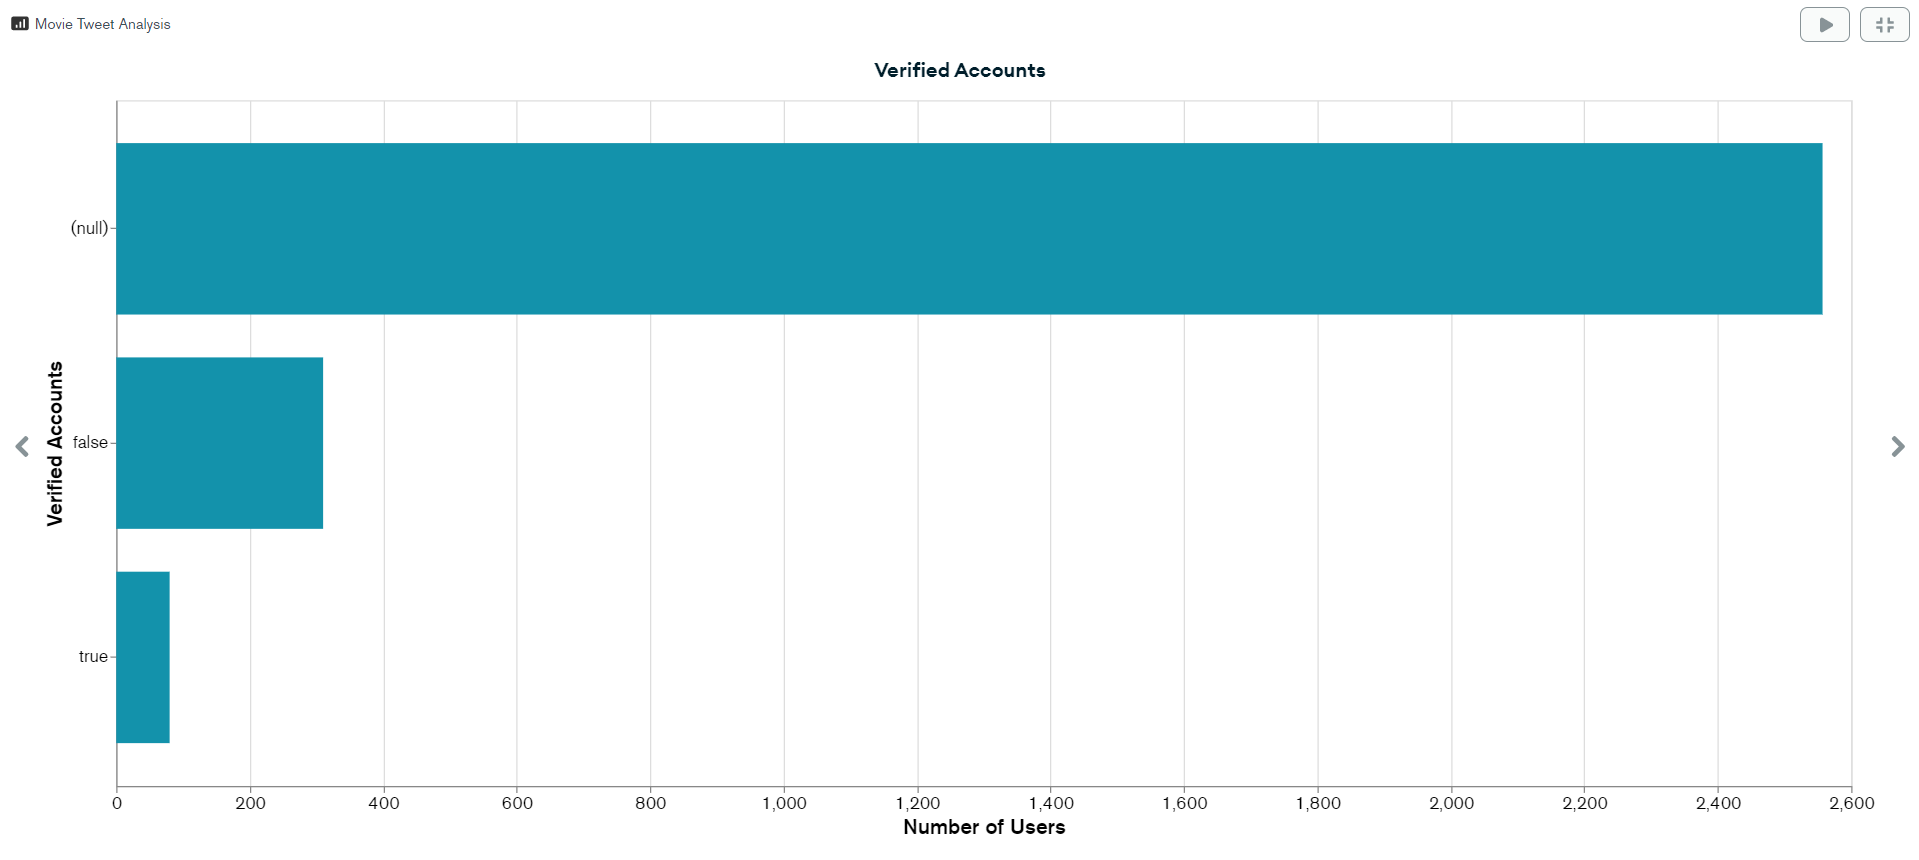 Movie Tweet Analysis
Verified Accounts
Verified Accounts
(null)
false
true
0 200 400 600 800 1,000 1,200 1,400 1,600 1,800 2,000 2,200 2,400 2,600
Number of Users